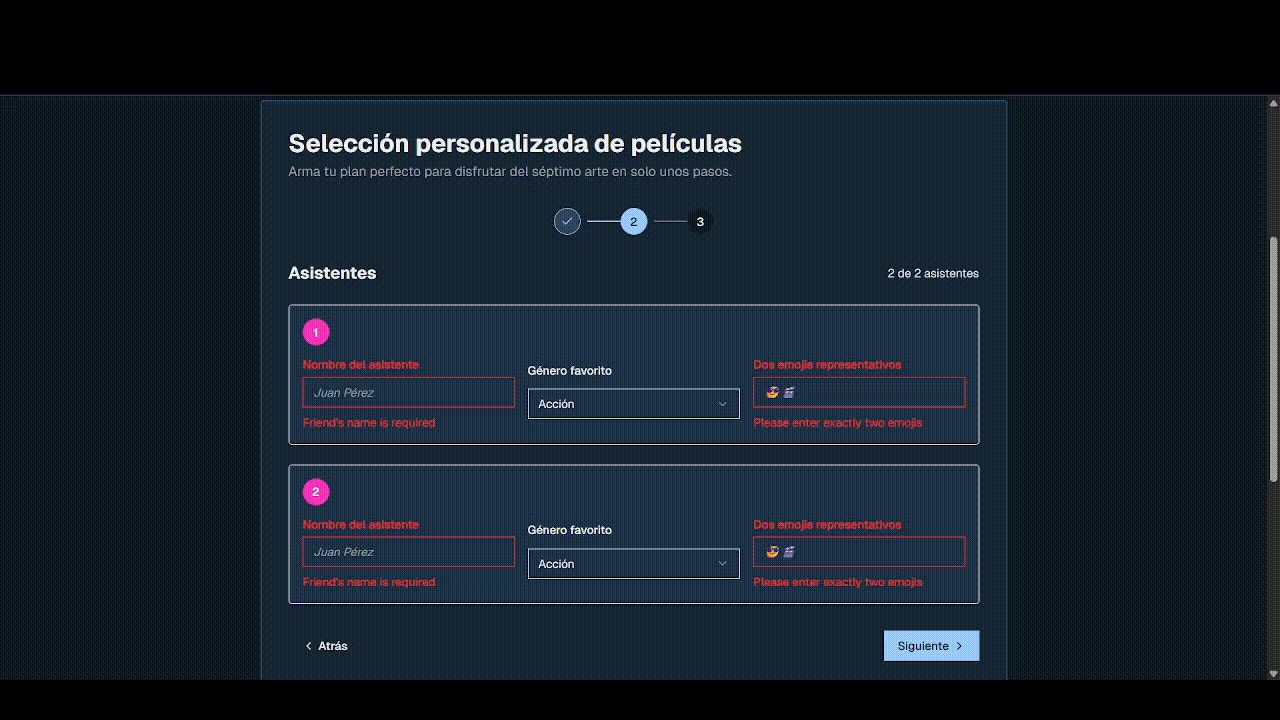 Selección personalizada de películas
Arma tu plan perfecto para disfrutar del séptimo arte en solo unos pasos.
2
3
Asistentes
2 de 2 asistentes
1
Nombre del asistente
Género favorito
Dos emojis representativos
Juan Pérez
Acción
Friend's name is required
Please enter exactly two emojis
2
Nombre del asistente
Género favorito
Dos emojis representativos
Juan Pérez
Acción
Friend's name is required
Please enter exactly two emojis
Atrás
Siguiente